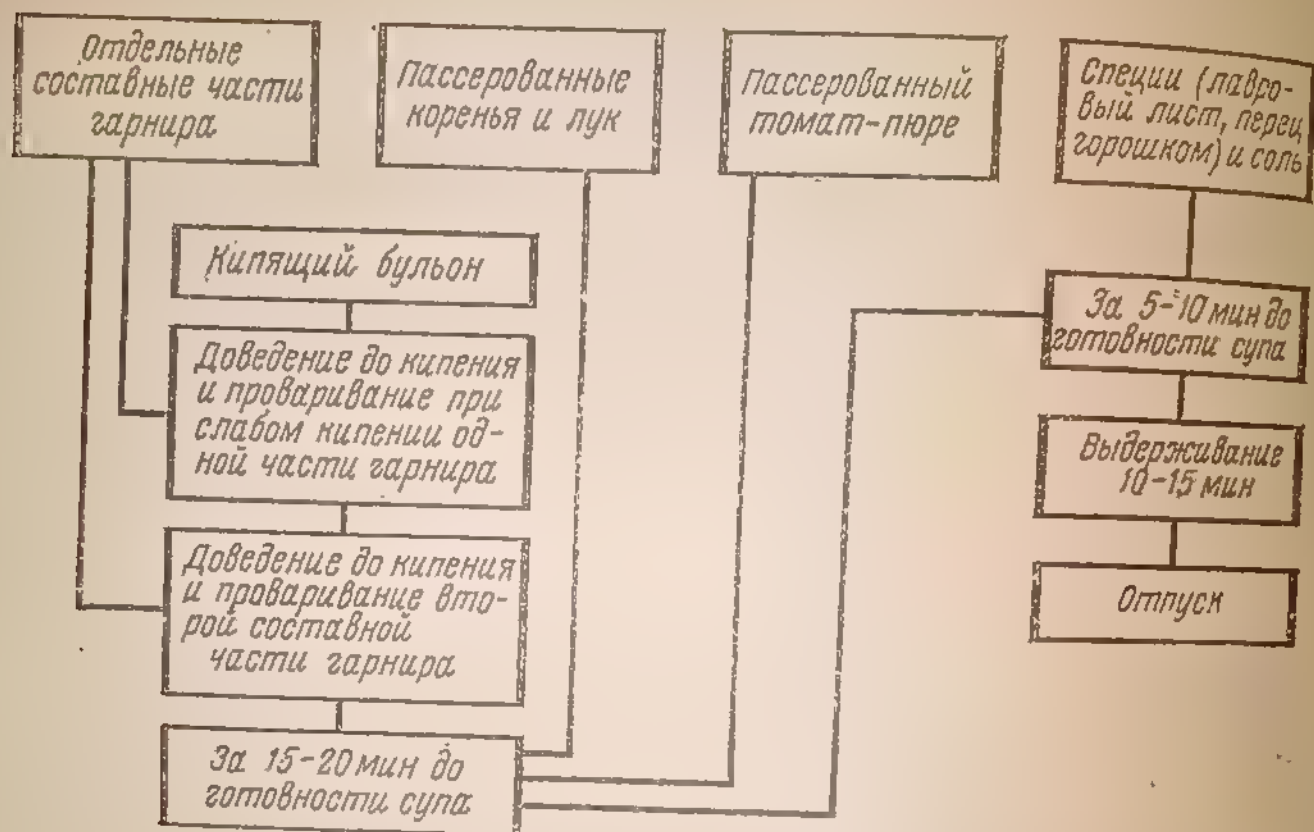 Отдельные
составные части
гарнира
Пассерованные
коренья и лук
Пассерованный
томат-пюре
Специи (лавро-
вый лист, перец
горошком) и соль
Кипящий бульон
Доведение до кипения
и проваривание при
слабом кипении од-
ной части гарнира
Доведение до кипения
и проваривание вто-
рой составной
части гарнира
За 15-20 мин до
готовности супа
За 5-10 мин до
готовности супа
Выдерживание
10-15 мин
Отпуск